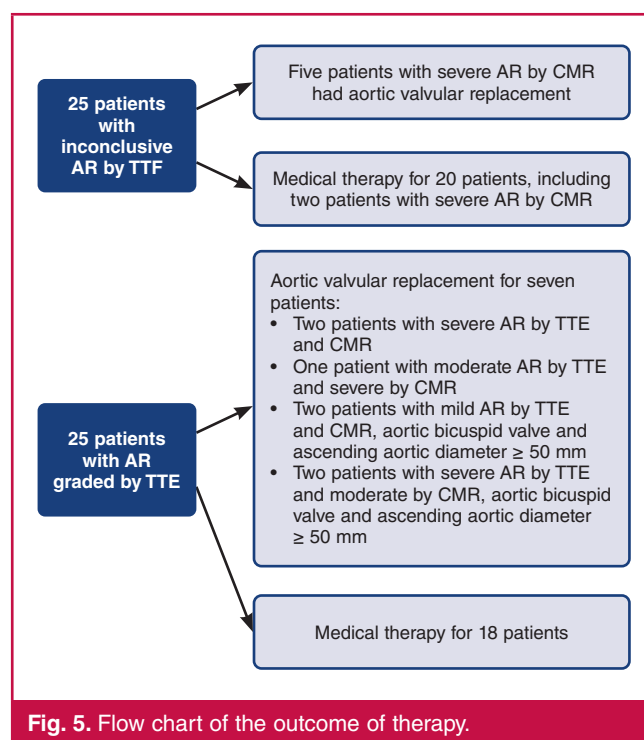 25 patients
with
inconclusive
AR by TTF
Five patients with severe AR by CMR
had aortic valvular replacement
Medical therapy for 20 patients, including
two patients with severe AR by CMR
25 patients
with AR
graded by TTE
Aortic valvular replacement for seven
patients:
• Two patients with severe AR by TTE
and CMR
• One patient with moderate AR by TTE
and severe by CMR
• Two patients with mild AR by TTE
and CMR, aortic bicuspid valve and
ascending aortic diameter ≥ 50 mm
• Two patients with severe AR by TTE
and moderate by CMR, aortic bicuspid
valve and ascending aortic diameter
≥ 50 mm
Medical therapy for 18 patients
Fig. 5. Flow chart of the outcome of therapy.